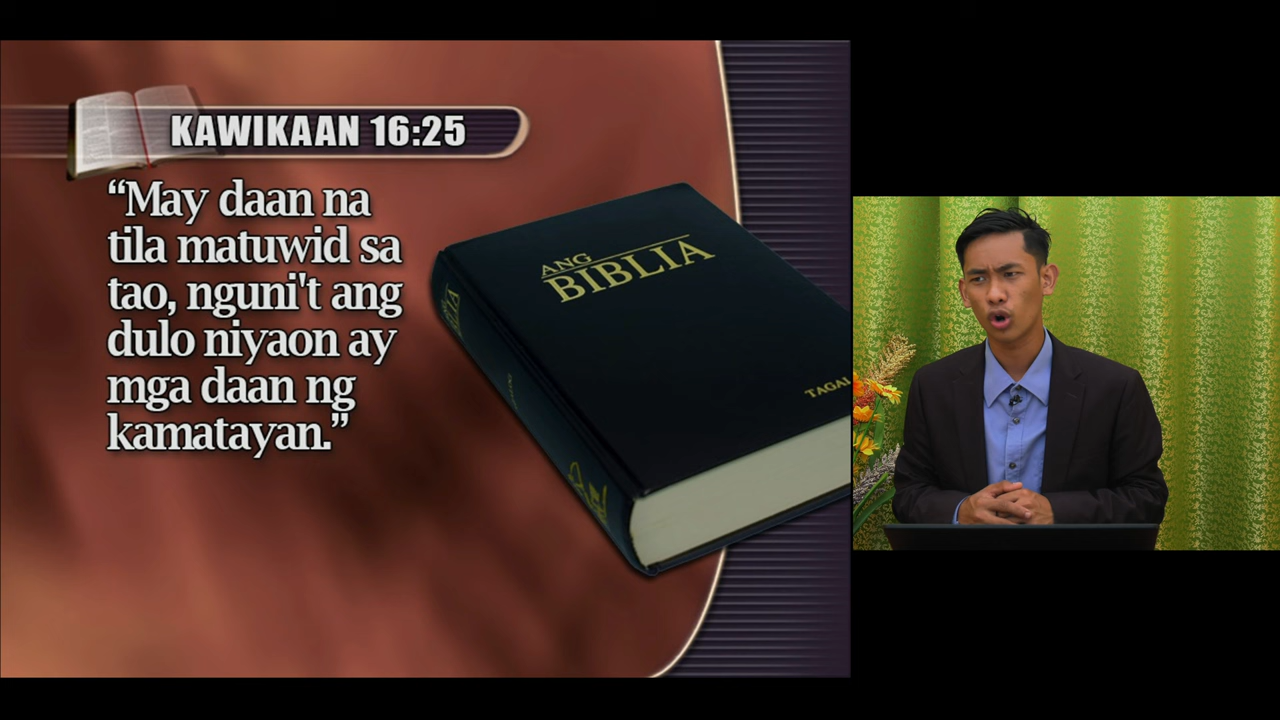 KAWIKAAN 16:25
“May daan na
tila matuwid sa
tao, nguni't ang
dulo niyaon ay
mga daan ng
kamatayan.”
ANG
BIBLIA
TAGAL